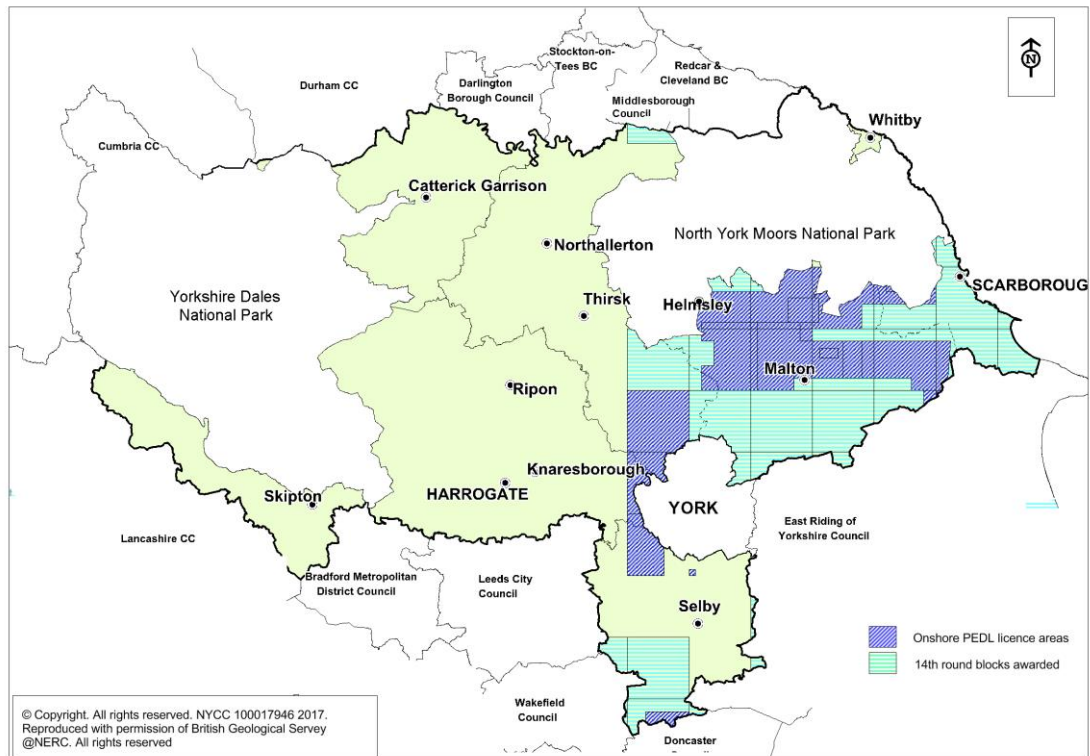 Stockton-on-
Tees BC
Redcar &
Cleveland BC
Durham CC
Darlington
Borough Council
Middlesborough
Council
N
Whitby
Cumbria CC
Catterick Garrison
Northallerton
North York Moors National Park
SCARBOROUG
Yorkshire Dales
National Park
Thirsk
Helmsley
Malton
Ripon
Knaresborough
HARROGATE
Skipton
YORK
East Riding of
Yorkshire Council
Lancashire CC
Bradford Metropolitan
District Council
Leeds City
Council
Selby
Onshore PEDL licence areas
14th round blocks awarded
Wakefield
Council
Doncaster
© Copyright. All rights reserved. NYCC 100017946 2017.
Reproduced with permission of British Geological Survey
@NERC. All rights reserved